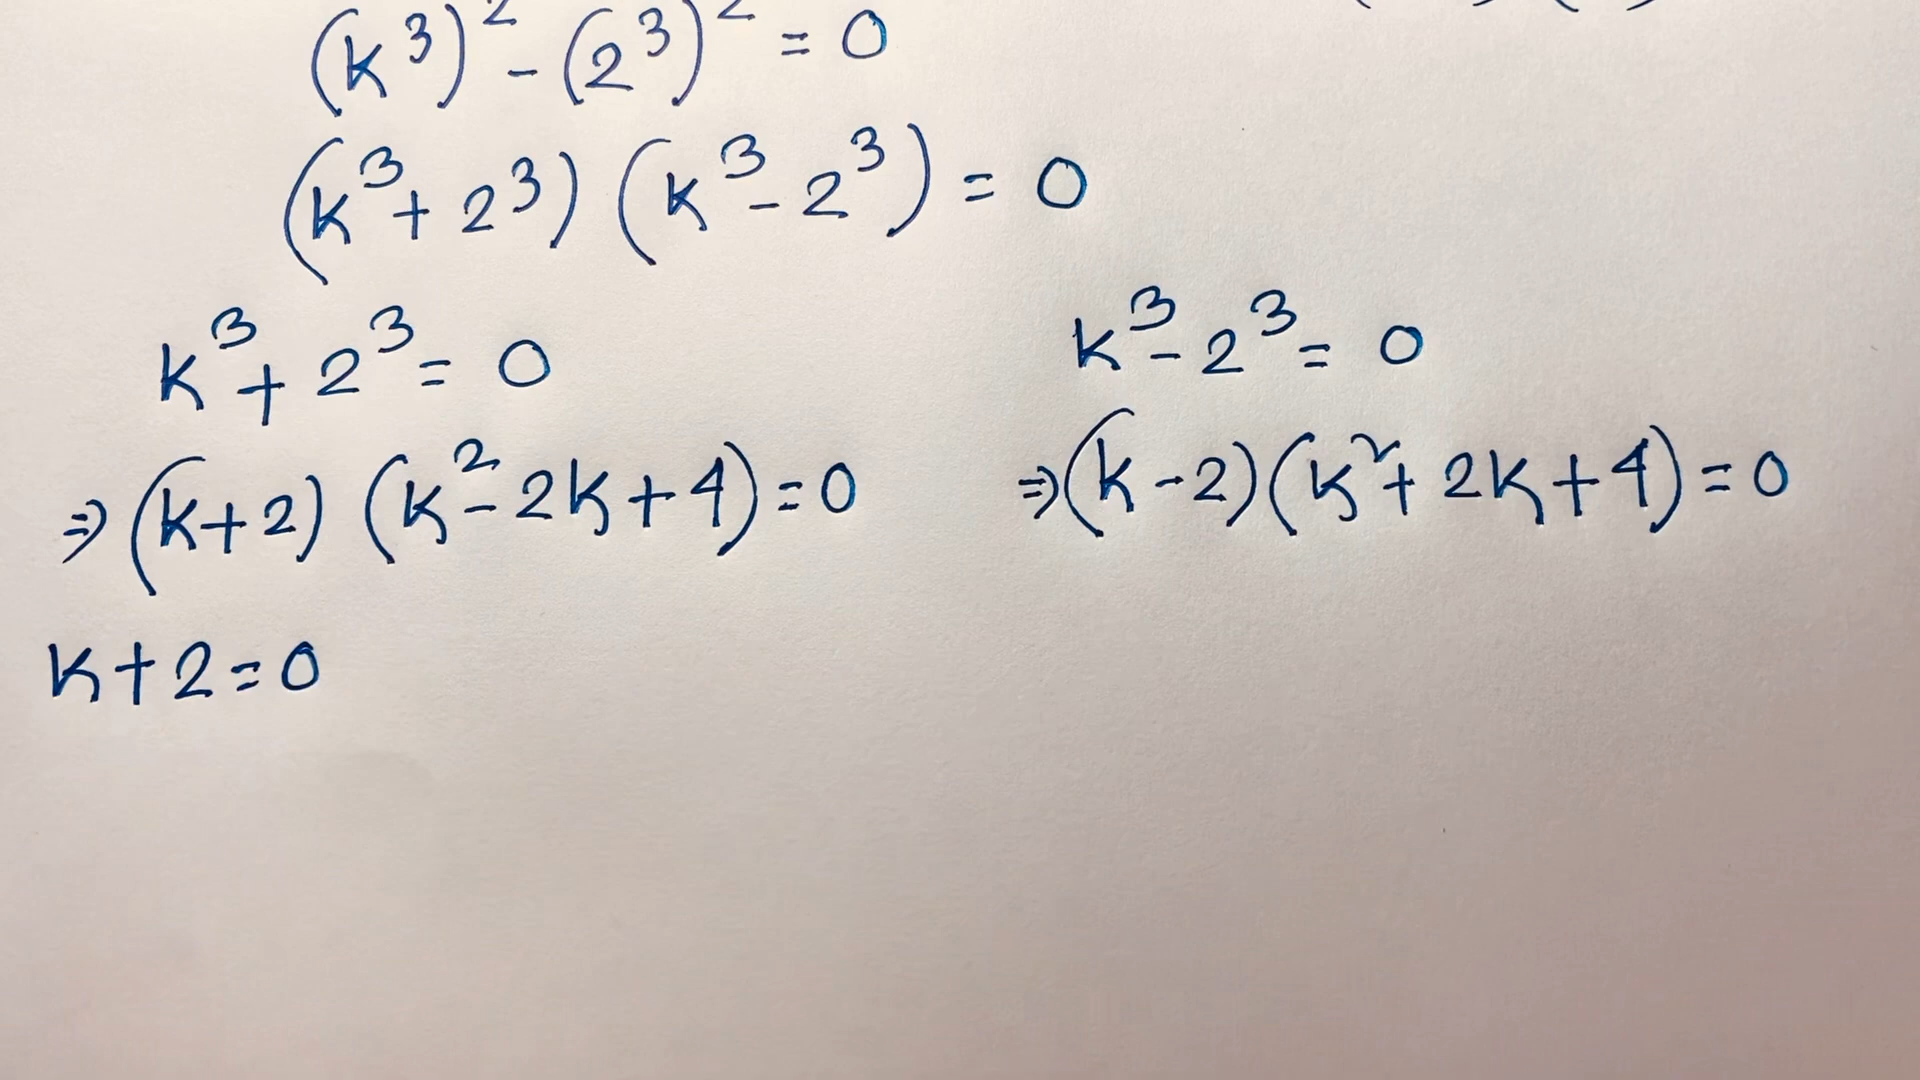 (k³)² - (2³)² = 0
(k³ + 2³) (k³ - 2³) = 0
k³ + 2³ = 0
⇒ (k+2) (k² - 2k + 4) = 0
k + 2 = 0
k³ - 2³ = 0
⇒ (k-2)(k² + 2k + 4) = 0